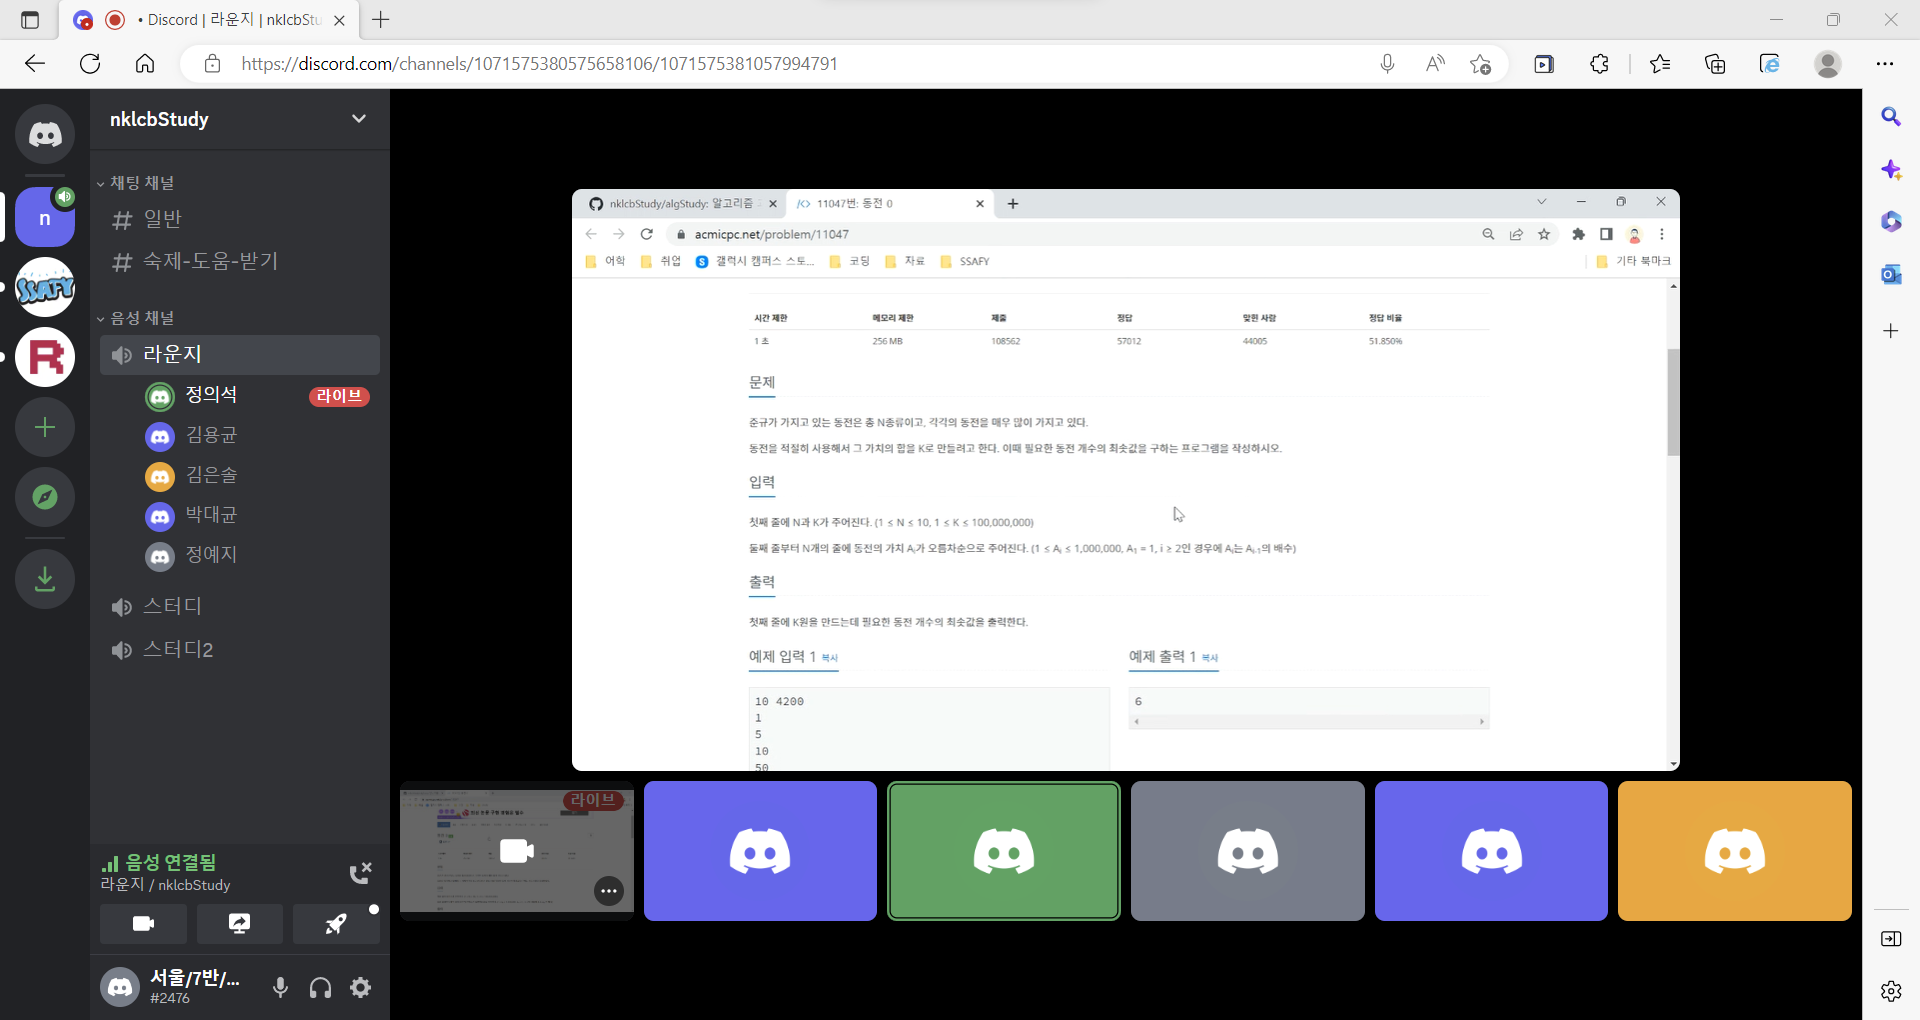 • Discord | 라운지 | nklcbStu
https://discord.com/channels/1071575380575658106/1071575381057994791
n
SSAFY
R
nklcbStudy
채팅 채널
# 일반
# 숙제-도움-받기
음성 채널
라운지
정의석 라이브
김용균
김은솔
박대균
정예지
스터디
스터디2
음성 연결됨
라운지 / nklcbStudy
서울/7반/...
#2476
nklcbStudy/algStudy: 알고리즘
11047번: 동전 0
acmicpc.net/problem/11047
어학 취업 갤럭시 캠퍼스 스토... 코딩 자료 SSAFY 기타 북마크
시간 제한 메모리 제한 제출 정답 맞힌 사람 정답 비율
1 초 256 MB 108562 57012 44005 51.850%
문제
준규가 가지고 있는 동전은 총 N종류이고, 각각의 동전을 매우 많이 가지고 있다.
동전을 적절히 사용해서 그 가치의 합을 K로 만들려고 한다. 이때 필요한 동전 개수의 최솟값을 구하는 프로그램을 작성하시오.
입력
첫째 줄에 N과 K가 주어진다. (1 ≤ N ≤ 10, 1 ≤ K ≤ 100,000,000)
둘째 줄부터 N개의 줄에 동전의 가치 Aᵢ가 오름차순으로 주어진다. (1 ≤ Aᵢ ≤ 1,000,000, A₁ = 1, i ≥ 2인 경우에 Aᵢ는 Aᵢ₋₁의 배수)
출력
첫째 줄에 K원을 만드는데 필요한 동전 개수의 최솟값을 출력한다.
예제 입력 1 복사
예제 출력 1 복사
10 4200
1
5
10
50
6
라이브